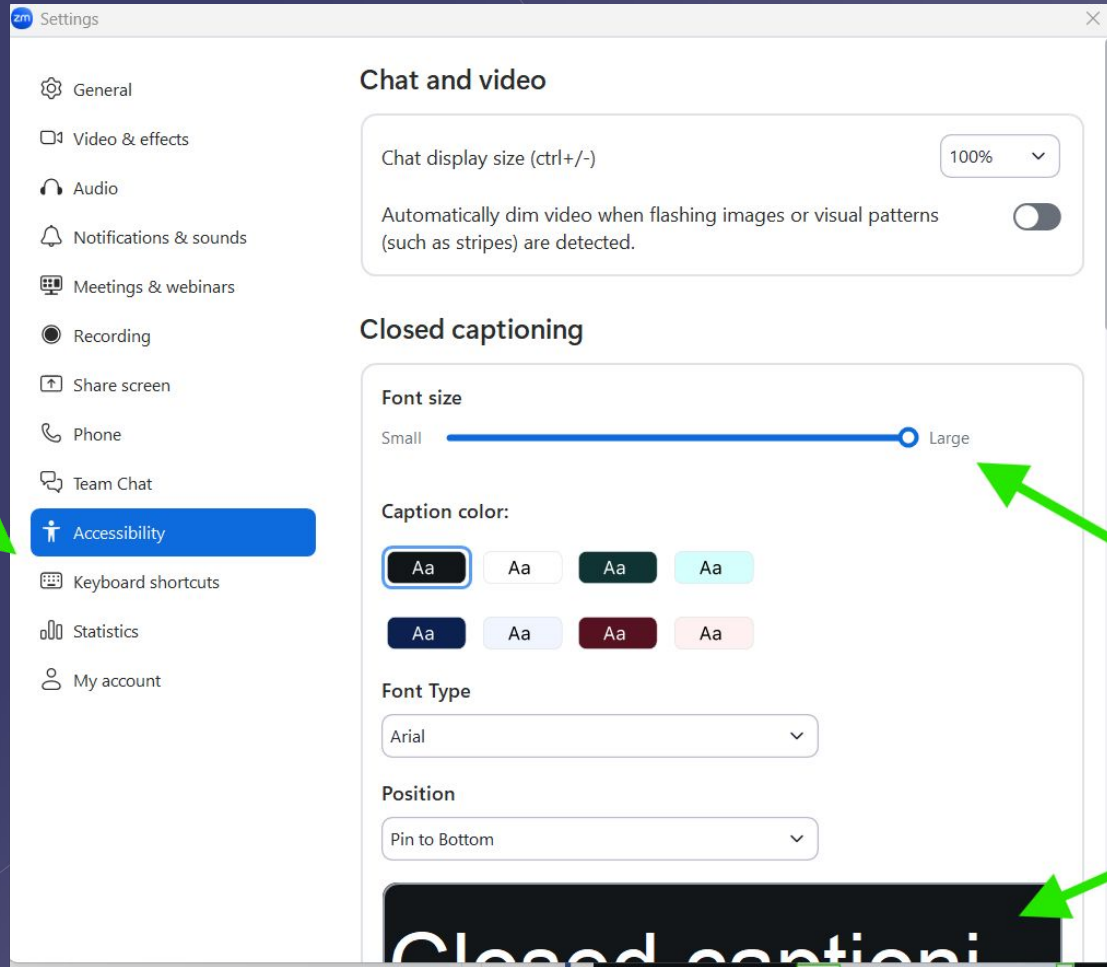 zm Settings
General
Video & effects
Audio
Notifications & sounds
Meetings & webinars
Recording
Share screen
Phone
Team Chat
Accessibility
Keyboard shortcuts
Statistics
My account
Chat and video
Chat display size (ctrl+/-) 100%
Automatically dim video when flashing images or visual patterns
(such as stripes) are detected.
Closed captioning
Font size
Small Large
Caption color:
Aa Aa Aa Aa
Aa Aa Aa Aa
Font Type
Arial
Position
Pin to Bottom
Closed captioni